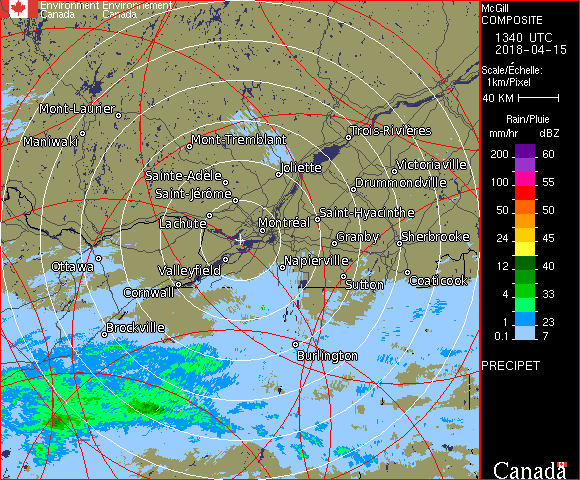 Environment Environnement
Canada Canada
McGill
COMPOSITE
1340 UTC
2018-04-15
Scale/Échelle:
1km/Pixel
40 KM
Rain/Pluie
mm/hr dBZ
200 60
100 55
50 50
24 45
12 40
4 33
1 23
0.1 7
PRECIPET
Canada
Mont-Laurier
Maniwaki
Mont-Tremblant
Trois-Rivières
Sainte-Adèle
Joliette
Victoriaville
Saint-Jérôme
Drummondville
Lachute
Montréal
Saint-Hyacinthe
Granby
Sherbrooke
Ottawa
Valleyfield
Napierville
Cornwall
Sutton
Coaticook
Brockville
Burlington